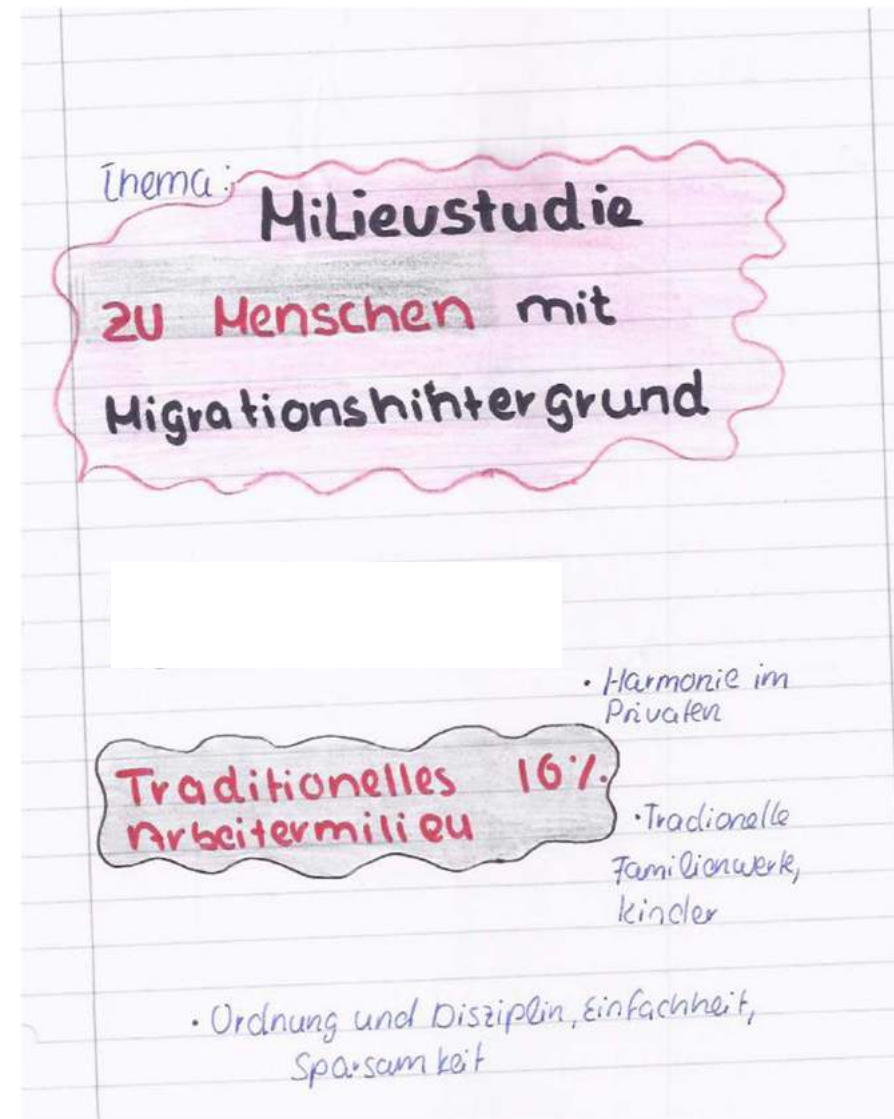 Thema:
Milieustudie
zu Menschen mit
Migrationshintergrund
• Harmonie im
Privaten
Traditionelles 16%
Arbeitermilieu
• Tradionelle
Familienwerk,
kinder
• Ordnung und Disziplin, Einfachheit,
Sparsamkeit